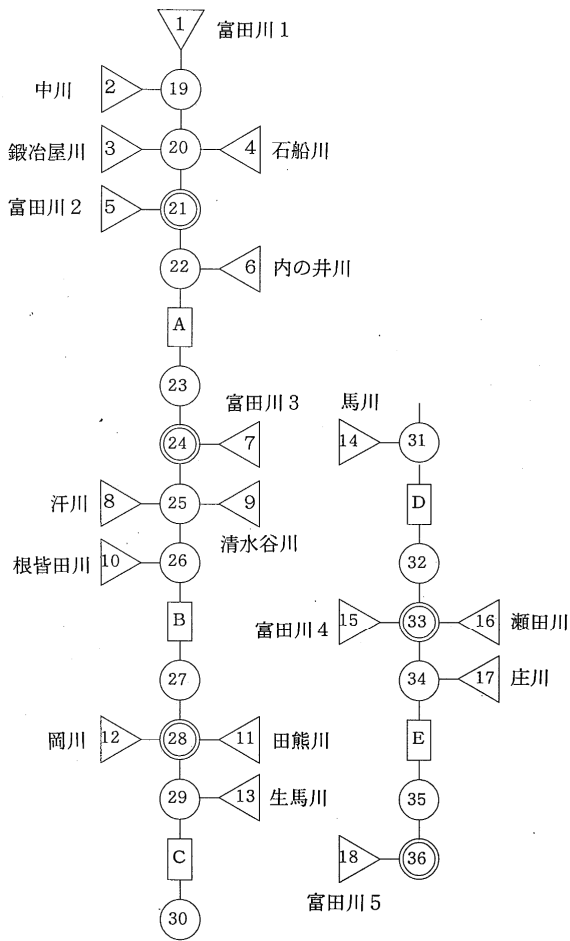 1 富田川1
中川 2 19
鍛冶屋川 3 20 4 石船川
富田川2 5 21
22 6 内の井川
A
23
富田川3
24 7
汗川 8 25 9
清水谷川
根皆田川 10 26
B
27
岡川 12 28 11 田熊川
29 13 生馬川
C
30
馬川
14 31
D
32
富田川4 15 33 16 瀬田川
34 17 庄川
E
35
18 36
富田川5